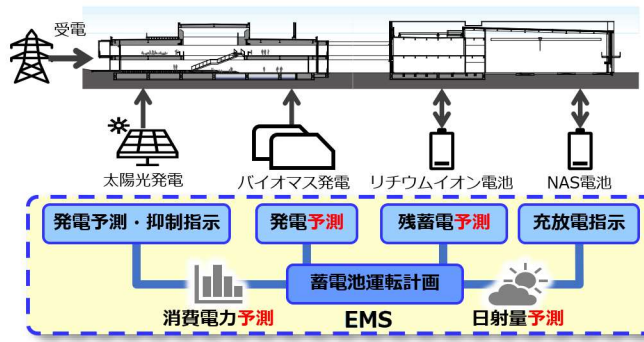 受電
太陽光発電
バイオマス発電
リチウムイオン電池
NAS電池
発電予測・抑制指示
発電予測
残蓄電予測
充放電指示
蓄電池運転計画
消費電力予測
EMS
日射量予測